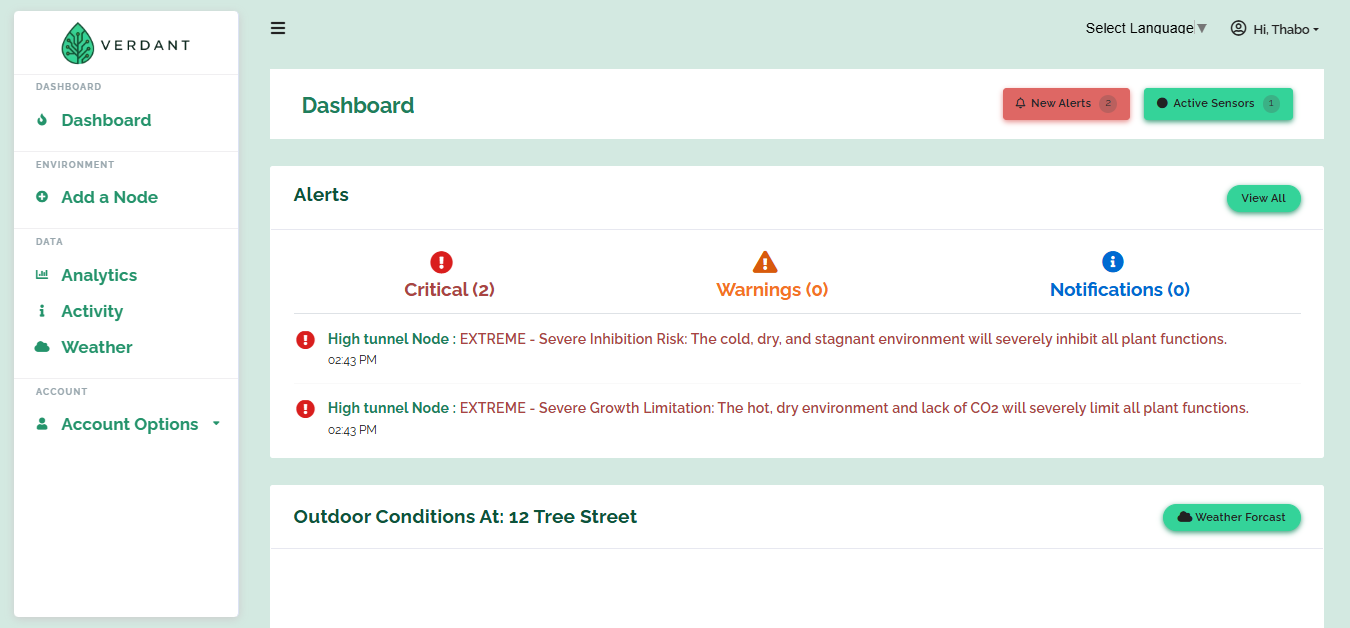 VERDANT
DASHBOARD
Dashboard
ENVIRONMENT
Add a Node
DATA
Analytics
Activity
Weather
ACCOUNT
Account Options
Select Language▼
Hi, Thabo
Dashboard
New Alerts 2
Active Sensors 1
Alerts
View All
Critical (2)
Warnings (0)
Notifications (0)
High tunnel Node : EXTREME - Severe Inhibition Risk: The cold, dry, and stagnant environment will severely inhibit all plant functions.
02:43 PM
High tunnel Node : EXTREME - Severe Growth Limitation: The hot, dry environment and lack of CO2 will severely limit all plant functions.
02:43 PM
Outdoor Conditions At: 12 Tree Street
Weather Forcast